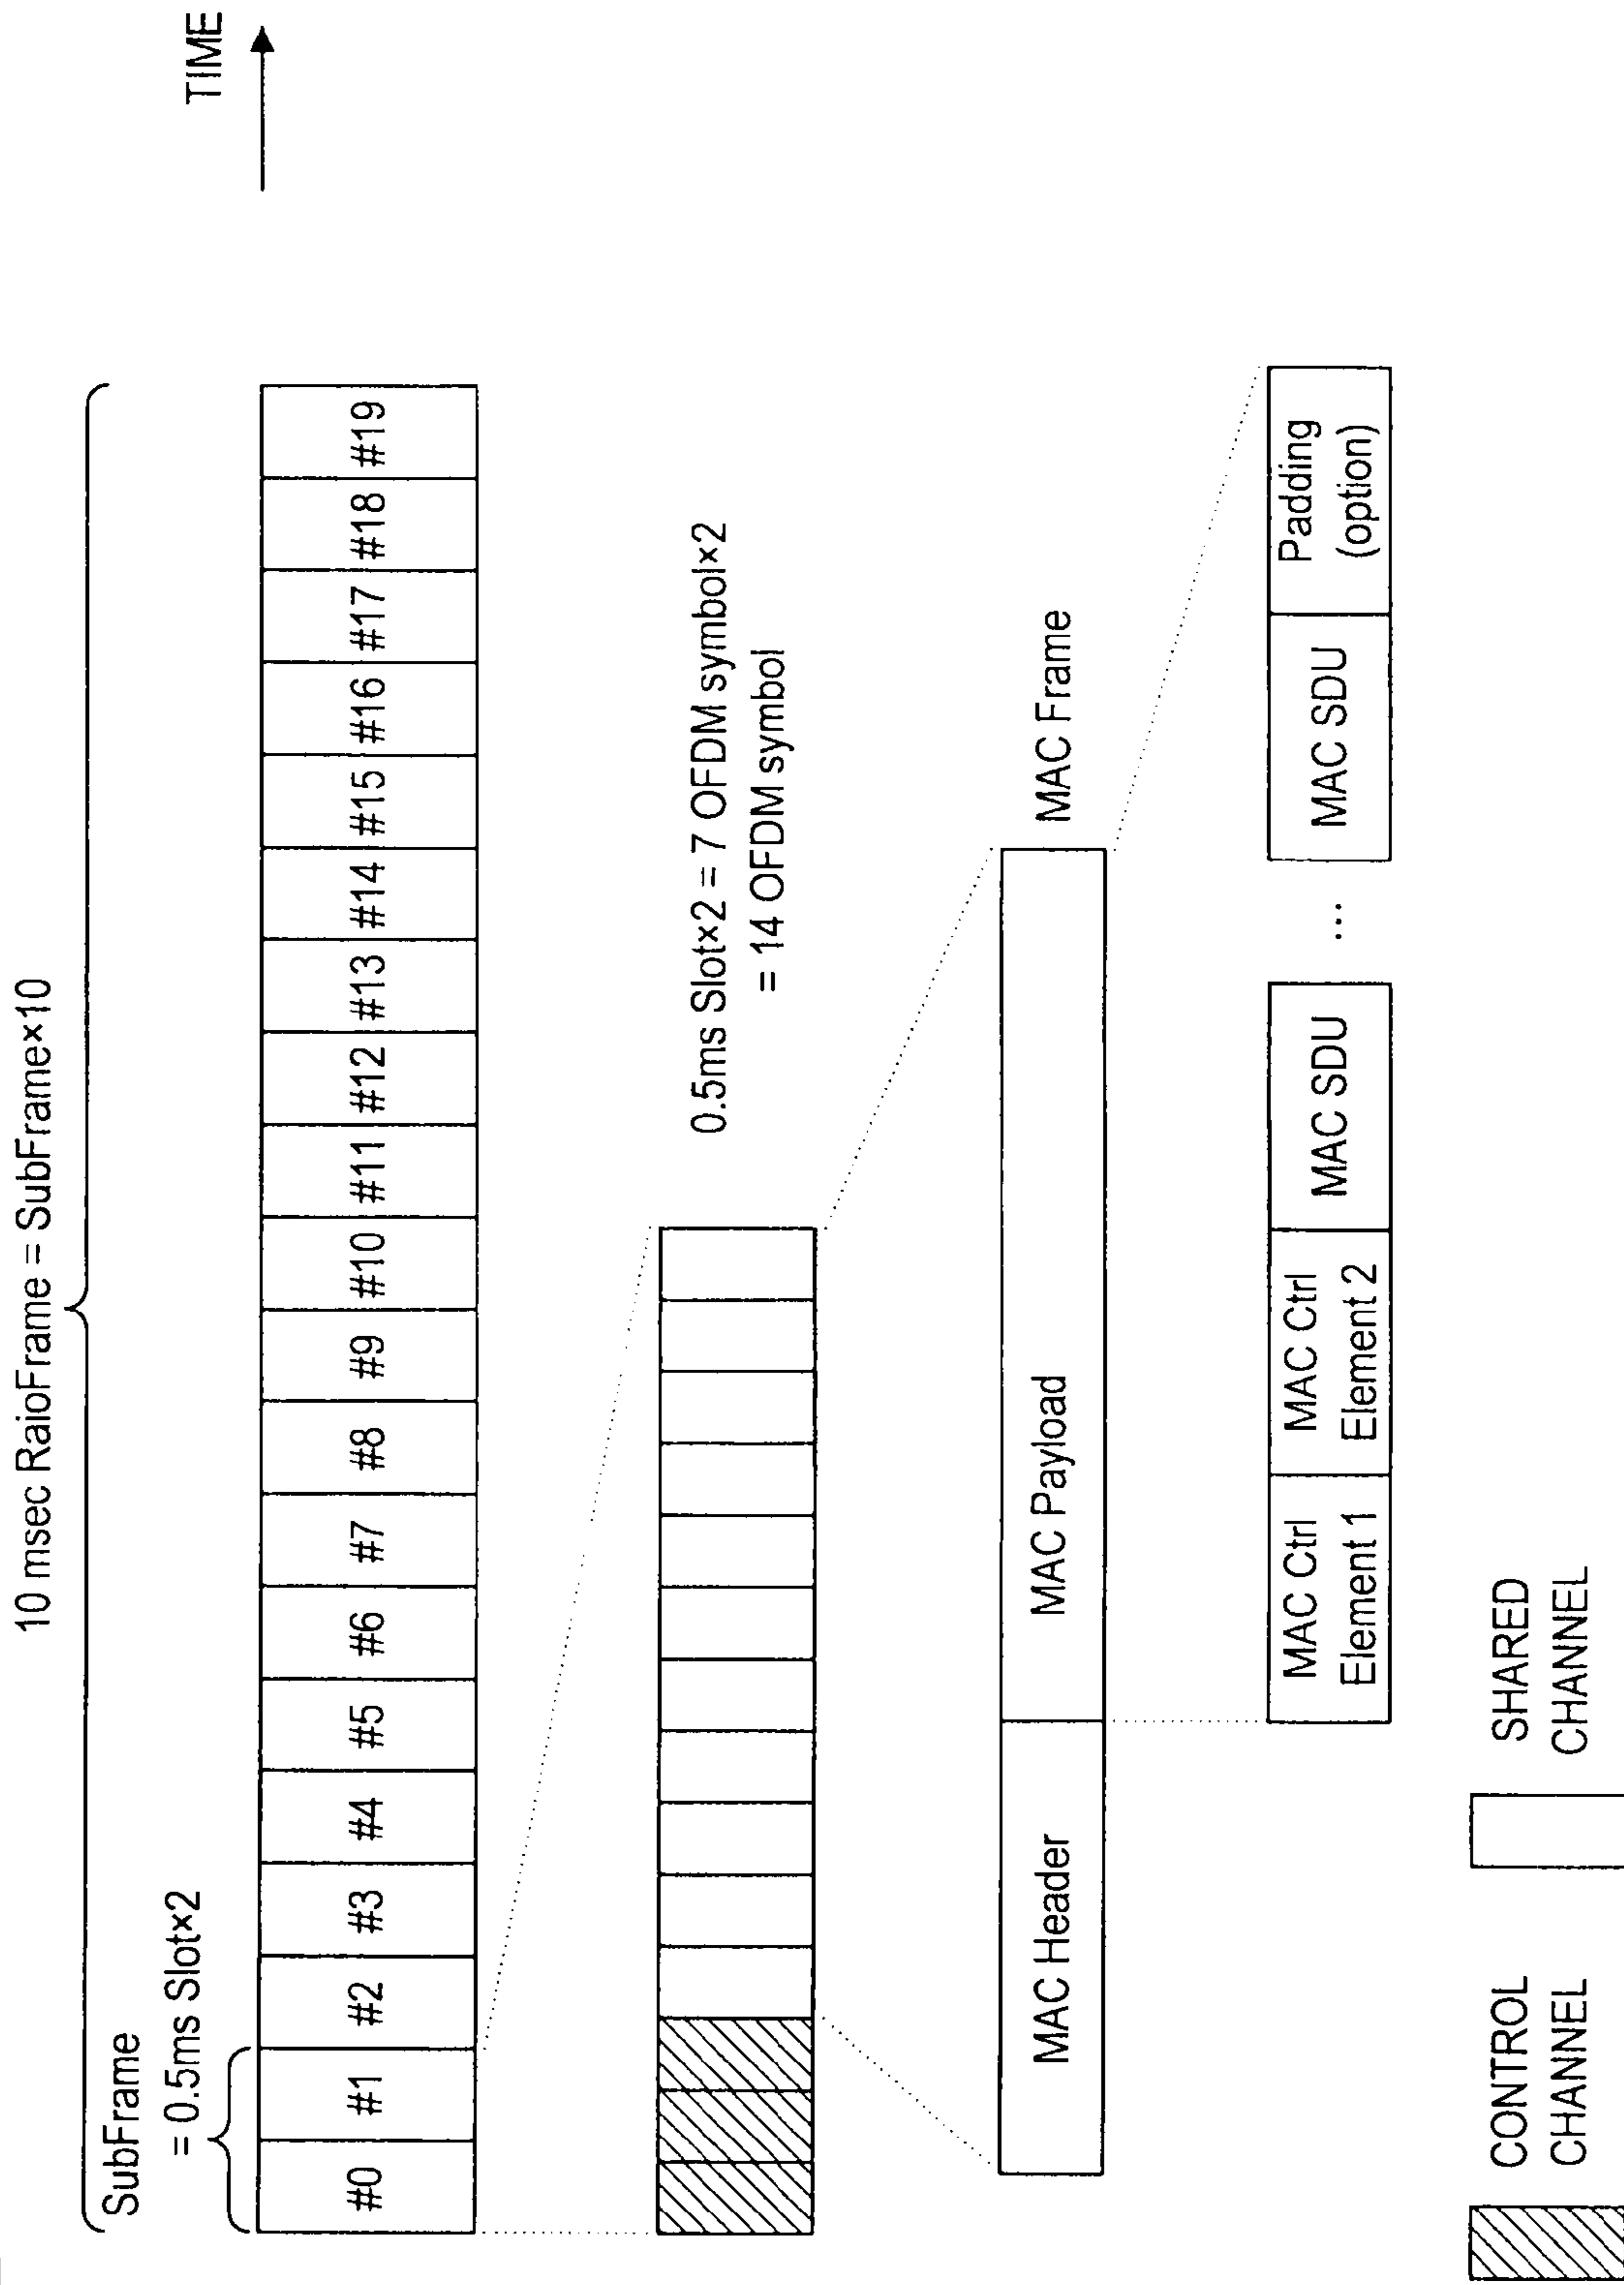 10 msec RaioFrame = SubFrame×10
TIME
SubFrame
= 0.5ms Slot×2
#0 #1 #2 #3 #4 #5 #6 #7 #8 #9 #10 #11 #12 #13 #14 #15 #16 #17 #18 #19
0.5ms Slot×2 = 7 OFDM symbol×2
= 14 OFDM symbol
MAC Frame
MAC Header MAC Payload
MAC Ctrl
Element 1
MAC Ctrl
Element 2
MAC SDU
...
MAC SDU
Padding
(option)
CONTROL
CHANNEL
SHARED
CHANNEL